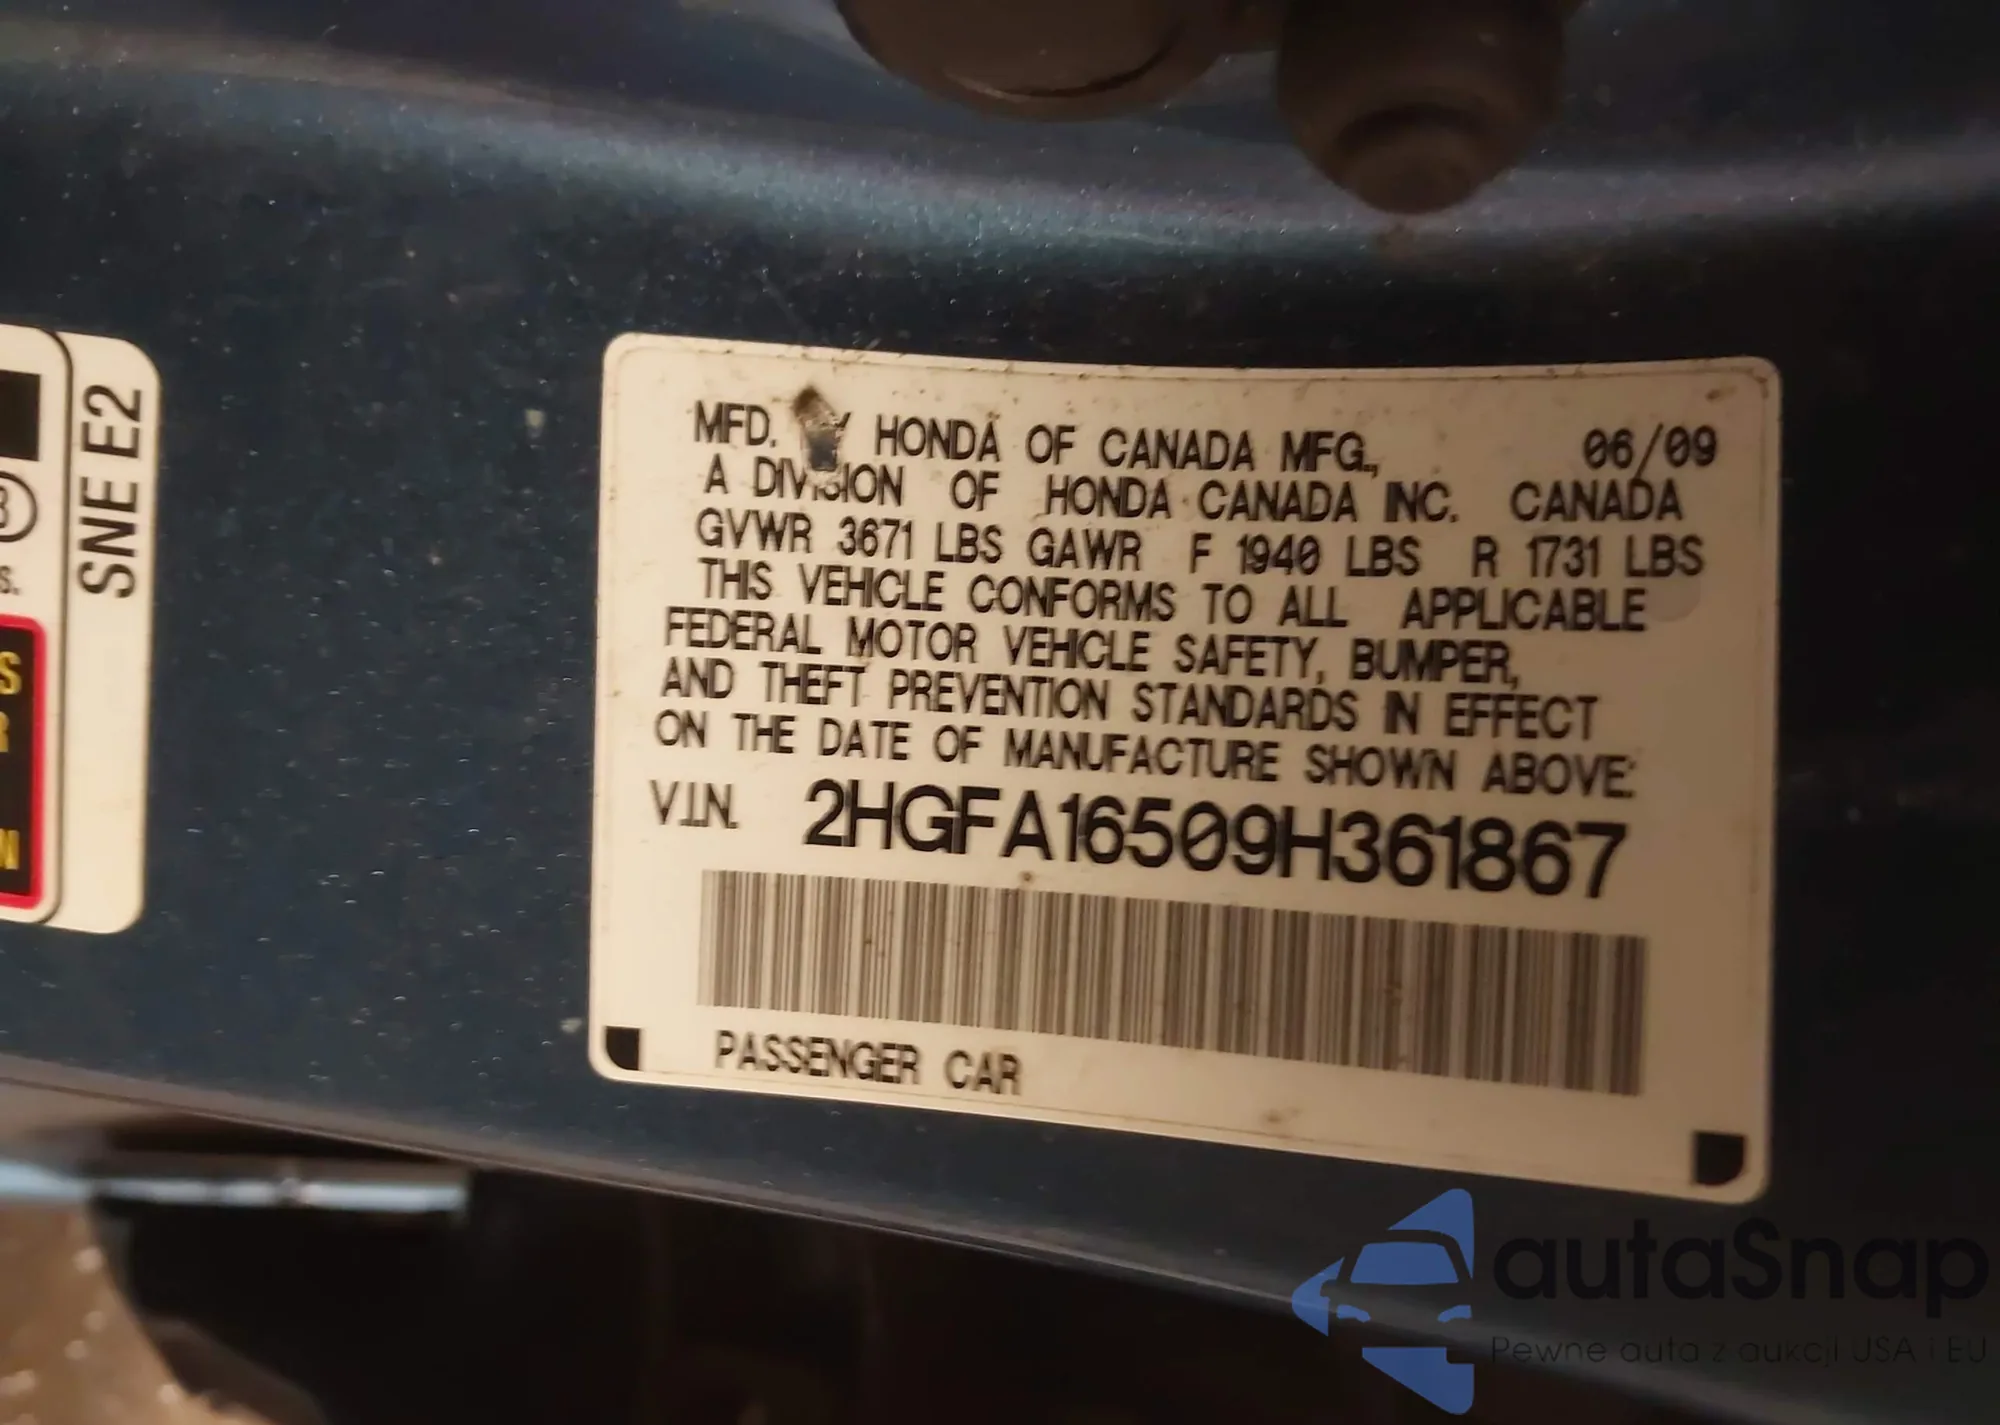 SNE E2
S
R
N
MFD. HONDA OF CANADA MFG., 06/09
A DIVISION OF HONDA CANADA INC. CANADA
GVWR 3671 LBS GAWR F 1940 LBS R 1731 LBS
THIS VEHICLE CONFORMS TO ALL APPLICABLE
FEDERAL MOTOR VEHICLE SAFETY, BUMPER,
AND THEFT PREVENTION STANDARDS IN EFFECT
ON THE DATE OF MANUFACTURE SHOWN ABOVE:
V.I.N. 2HGFA16509H361867
PASSENGER CAR
autaSnap
Pewne auta z aukcji USA i EU